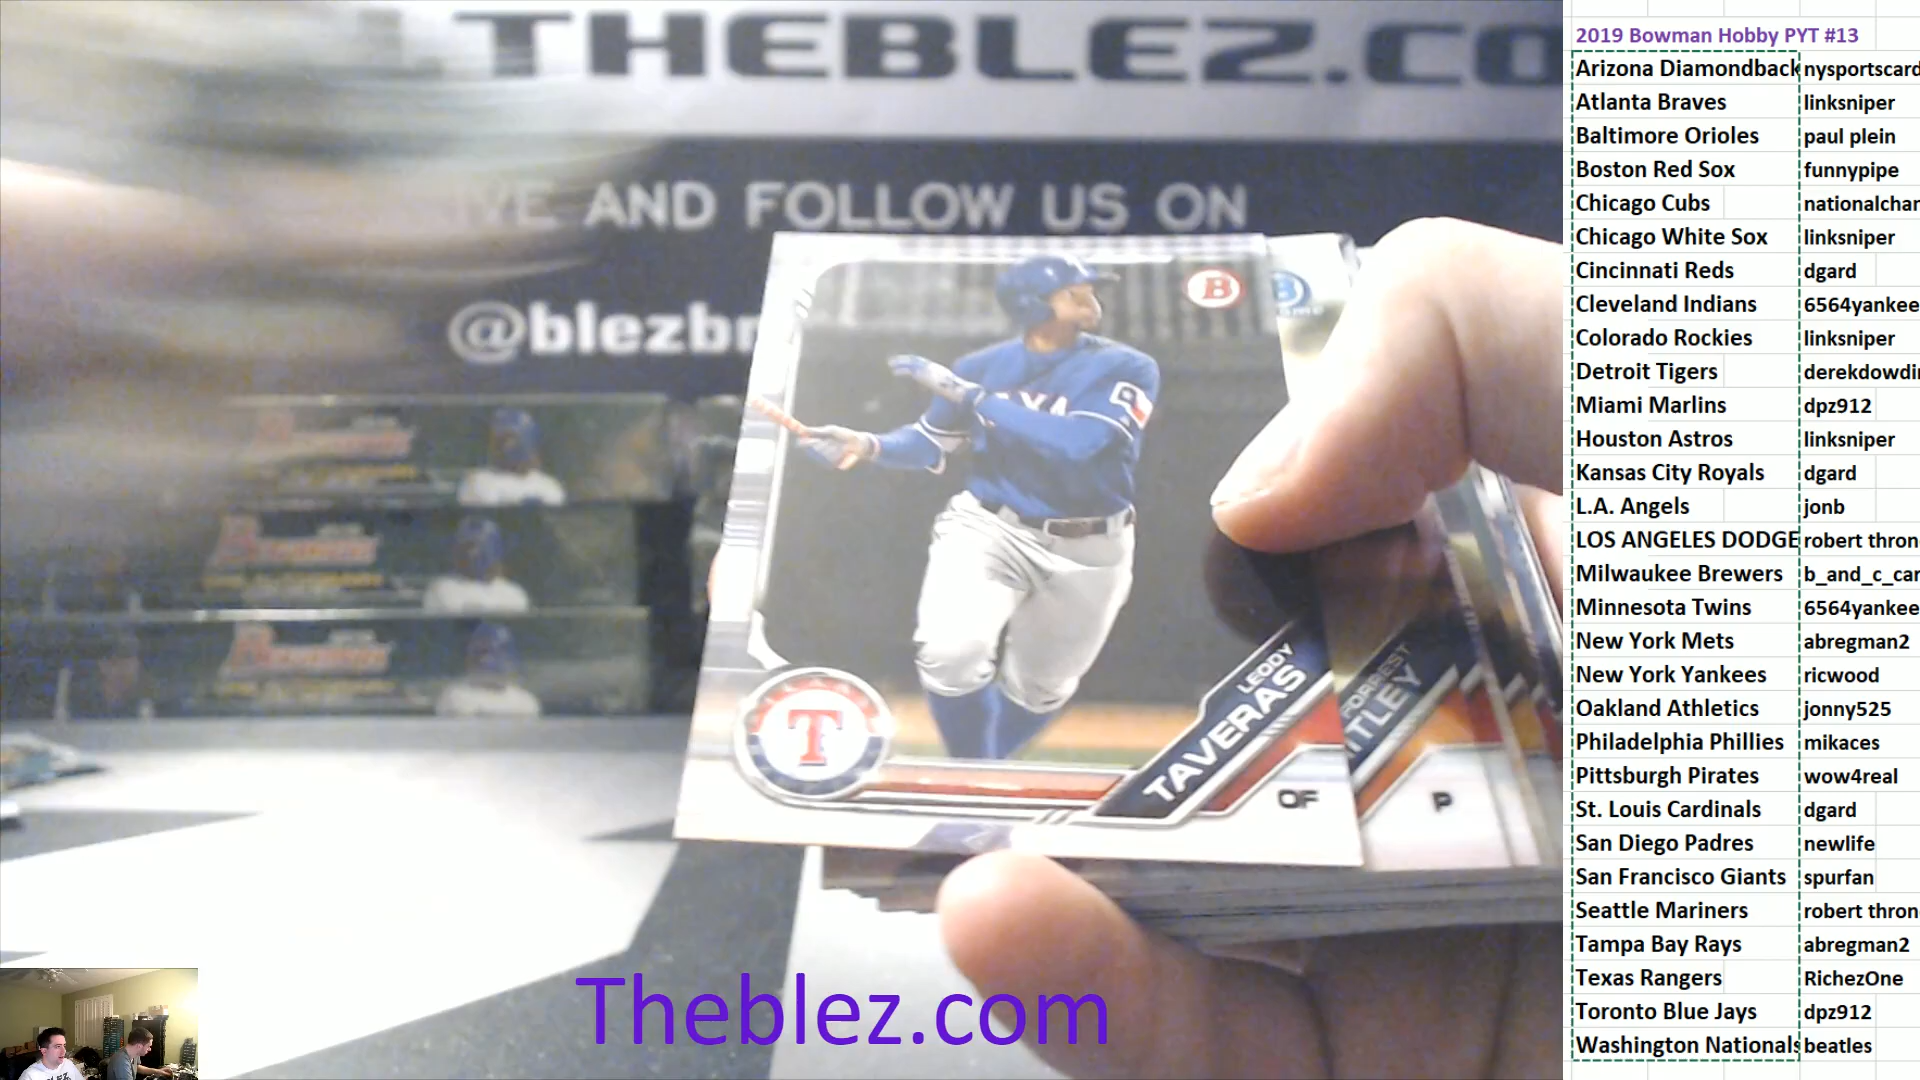 THEBLEZ.CO
IVE AND FOLLOW US ON
@blezbr
B
B
LEODY
TAVERAS
OF
T
FORREST
TLEY
P
Theblez.com
2019 Bowman Hobby PYT #13
Arizona Diamondback nysportscard
Atlanta Braves linksniper
Baltimore Orioles paul plein
Boston Red Sox funnypipe
Chicago Cubs nationalchar
Chicago White Sox linksniper
Cincinnati Reds dgard
Cleveland Indians 6564yankee
Colorado Rockies linksniper
Detroit Tigers derekdowdin
Miami Marlins dpz912
Houston Astros linksniper
Kansas City Royals dgard
L.A. Angels jonb
LOS ANGELES DODGE robert thron
Milwaukee Brewers b_and_c_car
Minnesota Twins 6564yankee
New York Mets abregman2
New York Yankees ricwood
Oakland Athletics jonny525
Philadelphia Phillies mikaces
Pittsburgh Pirates wow4real
St. Louis Cardinals dgard
San Diego Padres newlife
San Francisco Giants spurfan
Seattle Mariners robert thron
Tampa Bay Rays abregman2
Texas Rangers RichezOne
Toronto Blue Jays dpz912
Washington Nationals beatles